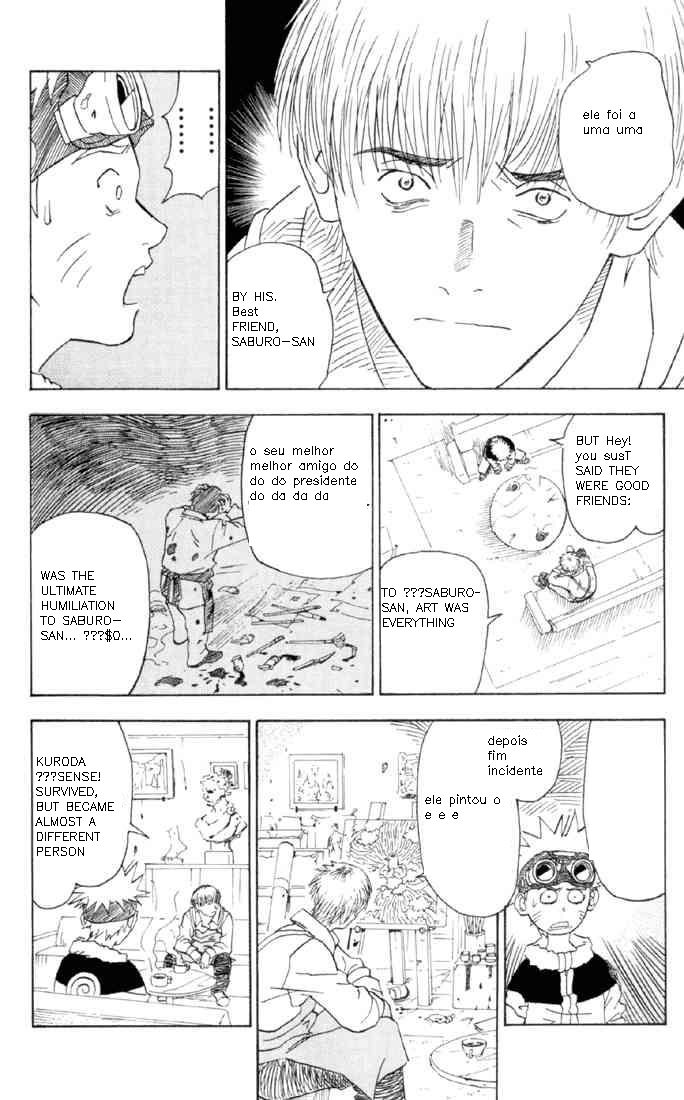 ele foi a
uma uma
BY HIS.
Best
FRIEND,
SABURO-SAN
......
......
BUT Hey!
you susT
SAID THEY
WERE GOOD
FRIENDS:
TO ???SABURO-
SAN, ART WAS
EVERYTHING
o seu melhor
melhor amigo do
do do presidente
do da da da
WAS THE
ULTIMATE
HUMILIATION
TO SABURO-
SAN... ???$O...
depois
fim
incidente
ele pintou o
e e e
KURODA
???SENSE!
SURVIVED,
BUT BECAME
ALMOST A
DIFFERENT
PERSON